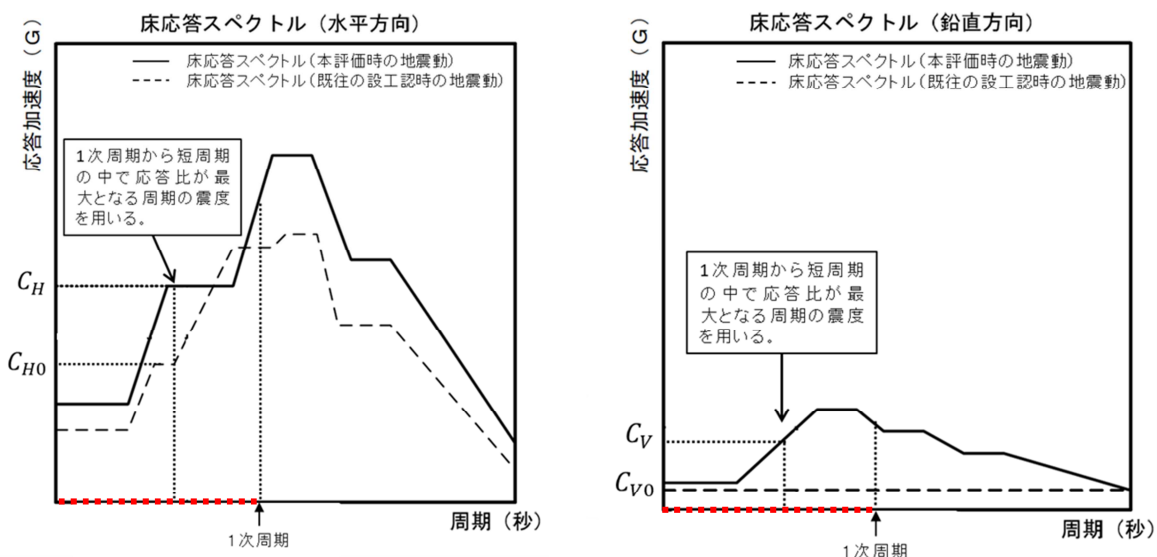 床応答スペクトル（水平方向）
応答加速度（G）
床応答スペクトル（本評価時の地震動）
床応答スペクトル（既往の設工認時の地震動）
1次周期から短周期
の中で応答比が最
大となる周期の震度
を用いる。
C_H
C_H0
周期（秒）
1次周期
床応答スペクトル（鉛直方向）
応答加速度（G）
床応答スペクトル（本評価時の地震動）
床応答スペクトル（既往の設工認時の地震動）
1次周期から短周期
の中で応答比が最
大となる周期の震度
を用いる。
C_V
C_V0
周期（秒）
1次周期